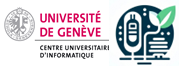 UNIVERSITÉ
DE GENÈVE
CENTRE UNIVERSITAIRE
D'INFORMATIQUE